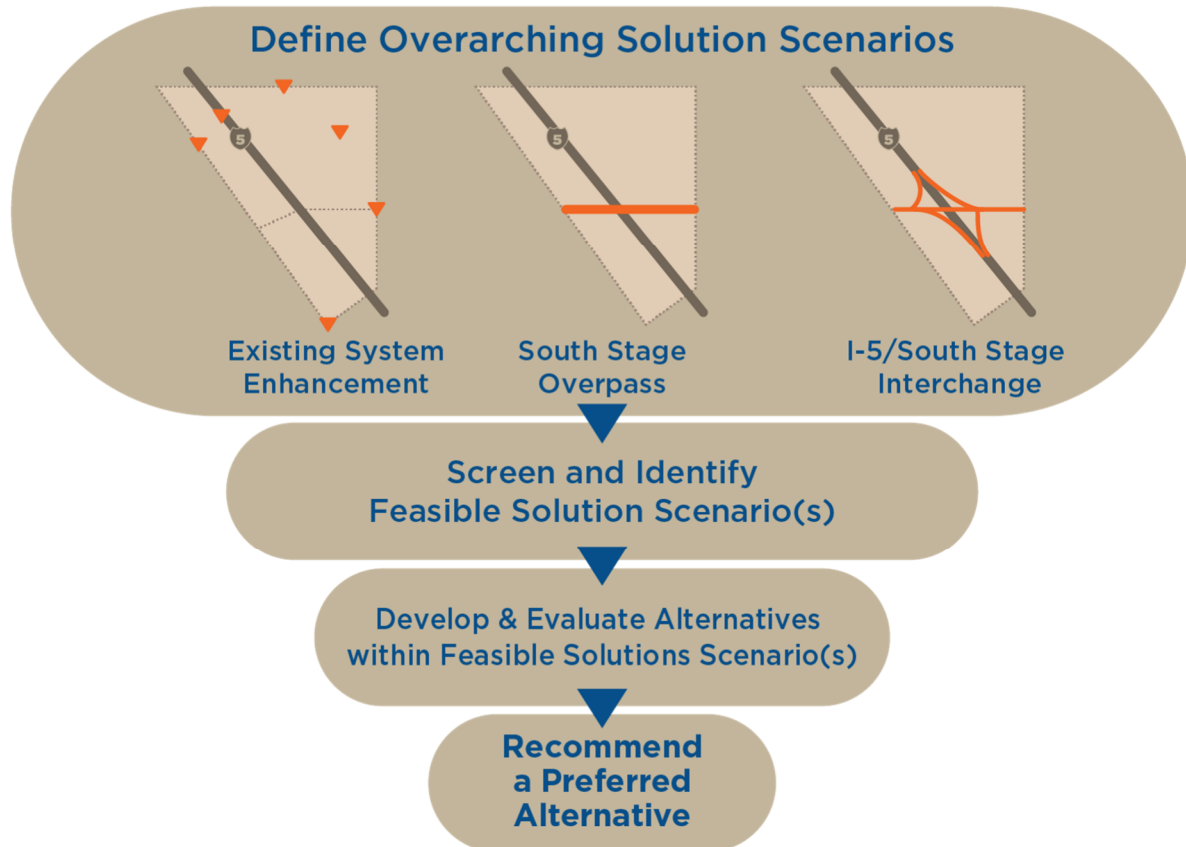 Define Overarching Solution Scenarios
5
5
5
Existing System
Enhancement
South Stage
Overpass
I-5/South Stage
Interchange
Screen and Identify
Feasible Solution Scenario(s)
Develop & Evaluate Alternatives
within Feasible Solutions Scenario(s)
Recommend
a Preferred
Alternative